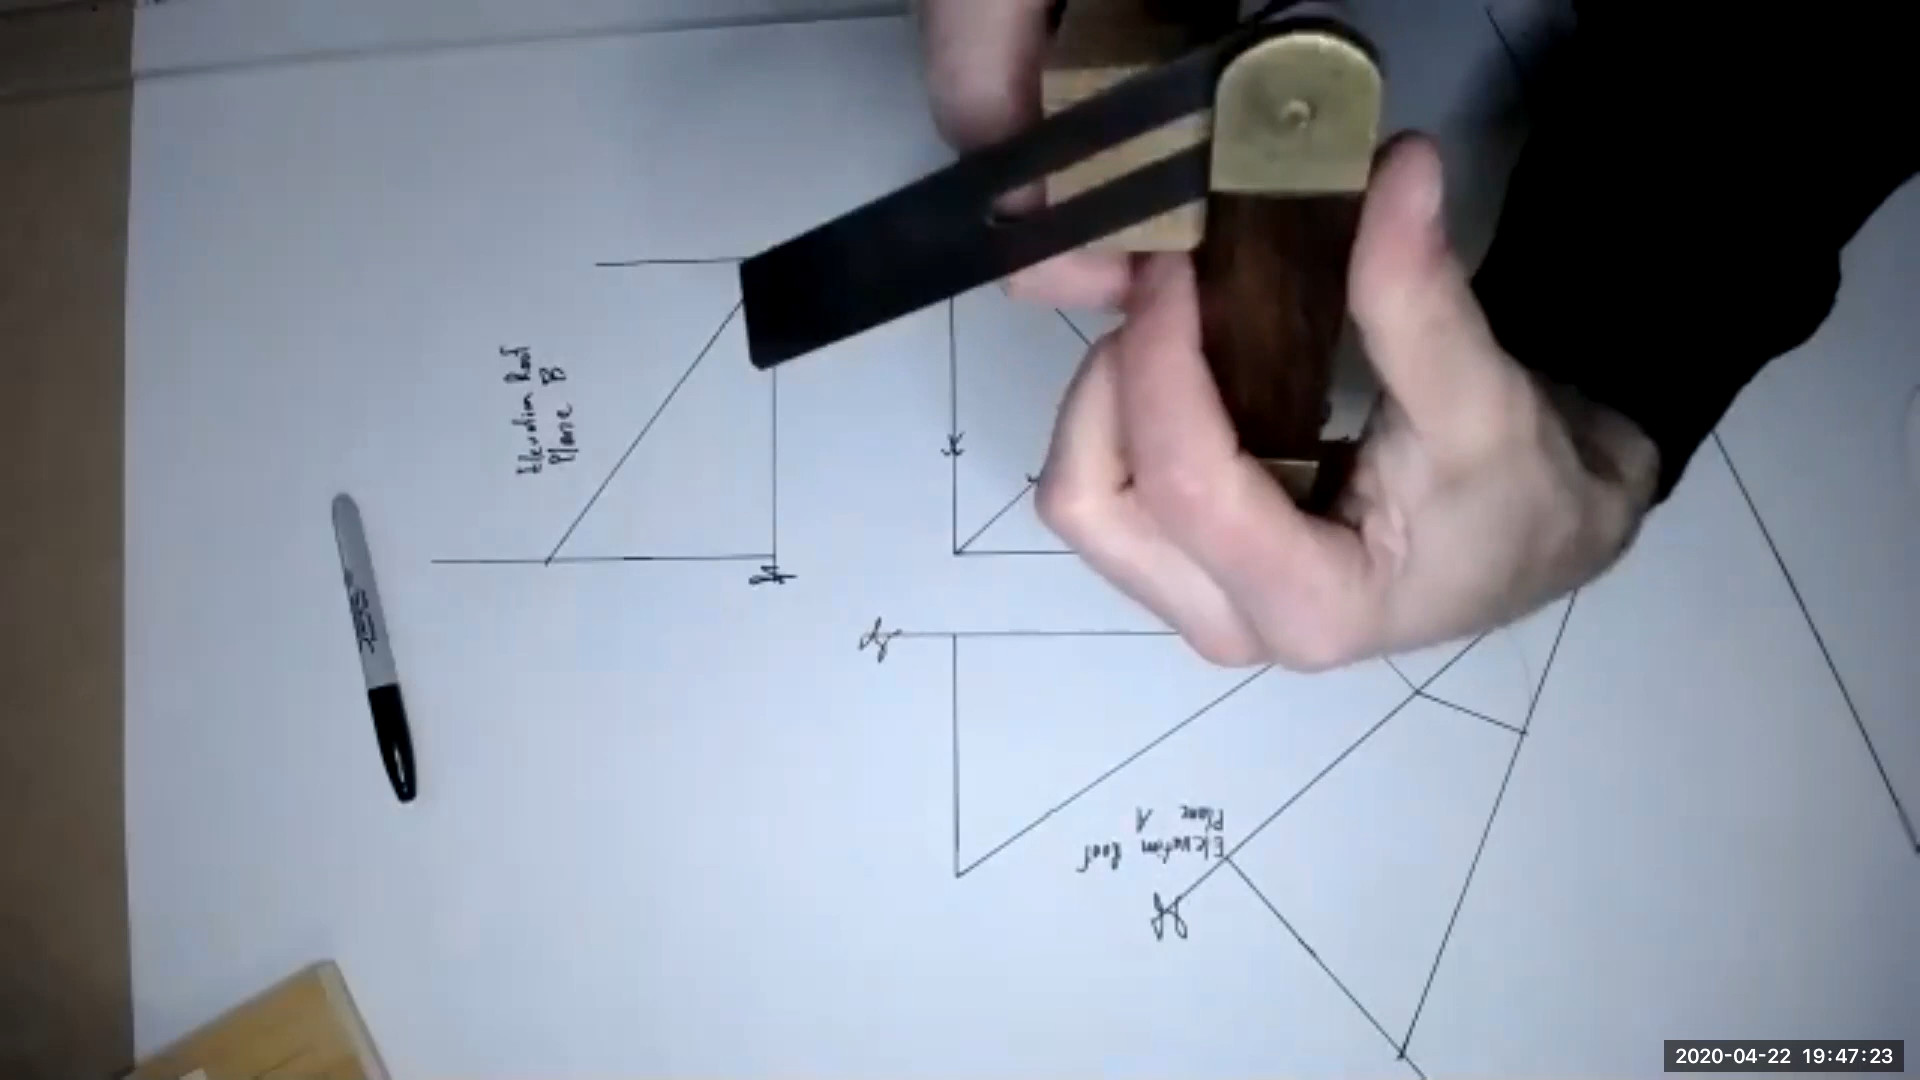 Elevation Roof
Plane B
Elevation Roof
Plane A
2020-04-22 19:47:23